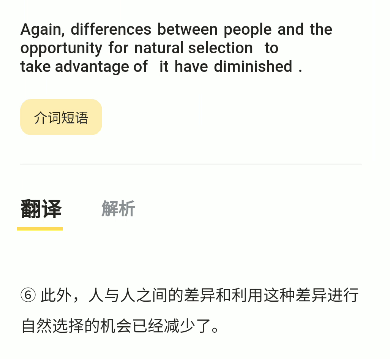 Again, differences between people and the
opportunity for natural selection to
take advantage of it have diminished .
介词短语
翻译 解析
⑥ 此外，人与人之间的差异和利用这种差异进行
自然选择的机会已经减少了。